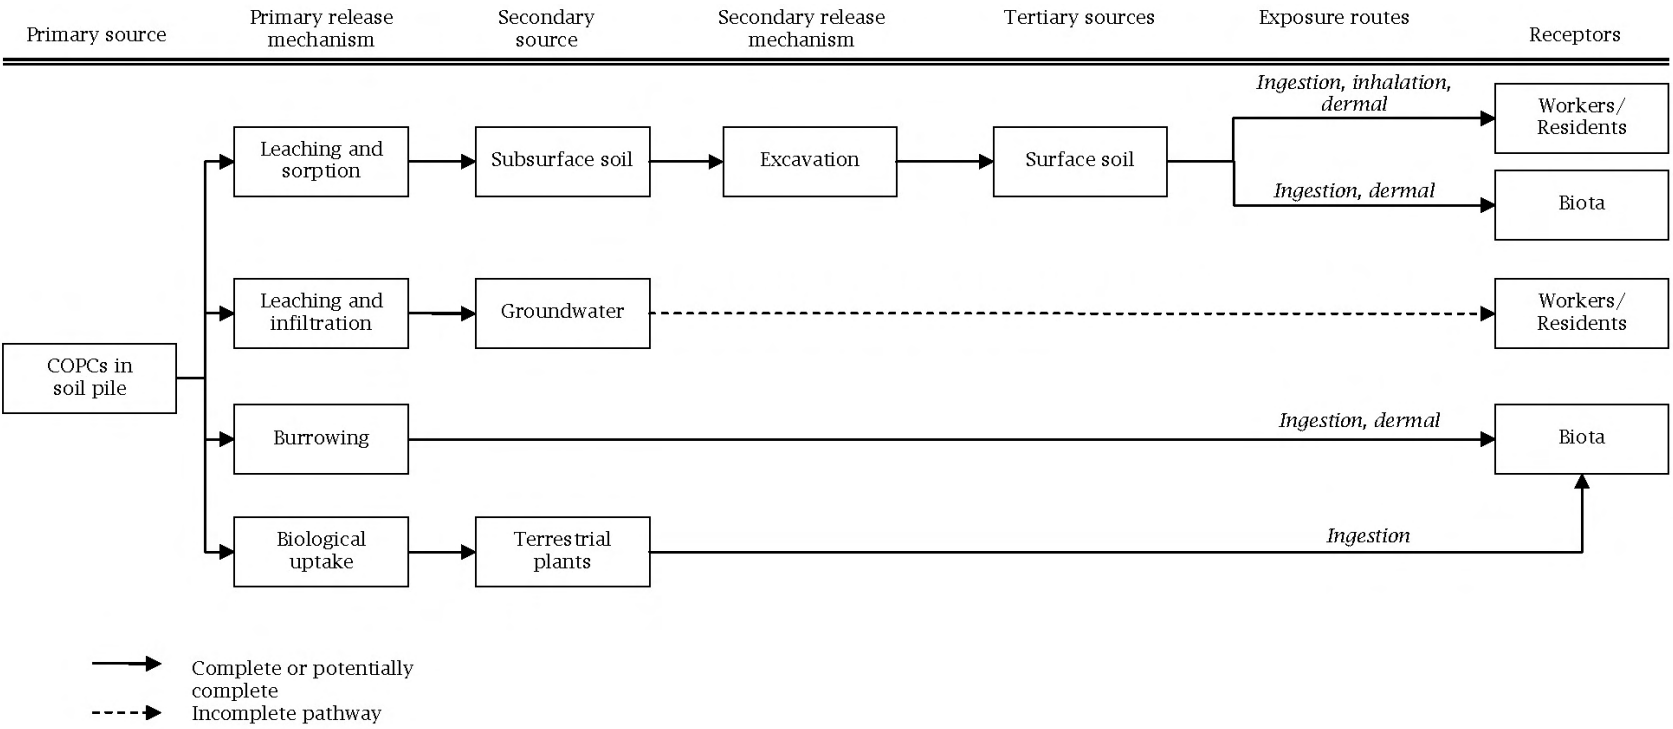 Primary source
Primary release
mechanism
Secondary
source
Secondary release
mechanism
Tertiary sources
Exposure routes
Receptors
Ingestion, inhalation,
dermal
Workers/
Residents
Leaching and
sorption
Subsurface soil
Excavation
Surface soil
Ingestion, dermal
Biota
Leaching and
infiltration
Groundwater
Workers/
Residents
COPCs in
soil pile
Burrowing
Ingestion, dermal
Biota
Biological
uptake
Terrestrial
plants
Ingestion
Complete or potentially
complete
Incomplete pathway